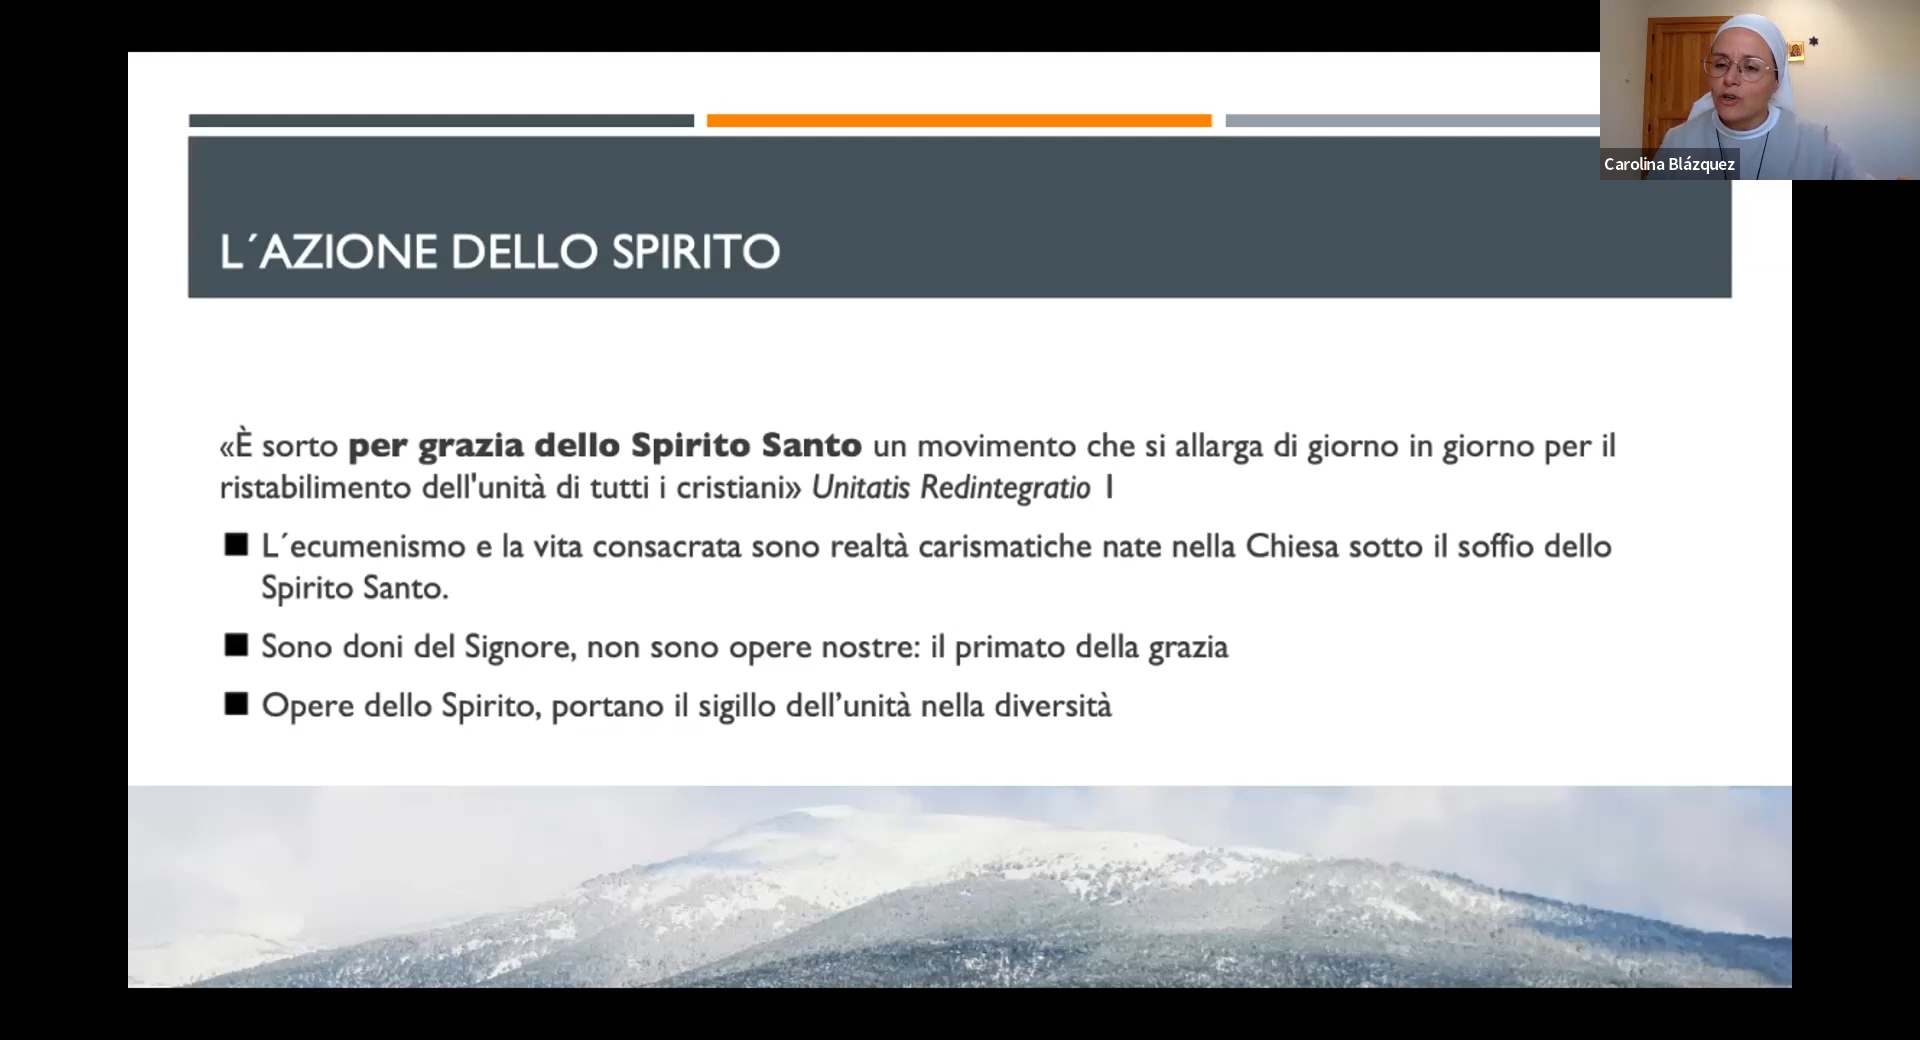 Carolina Blázquez
L´AZIONE DELLO SPIRITO
«È sorto per grazia dello Spirito Santo un movimento che si allarga di giorno in giorno per il
ristabilimento dell'unità di tutti i cristiani» Unitatis Redintegratio 1
L´ecumenismo e la vita consacrata sono realtà carismatiche nate nella Chiesa sotto il soffio dello
Spirito Santo.
Sono doni del Signore, non sono opere nostre: il primato della grazia
Opere dello Spirito, portano il sigillo dell’unità nella diversità